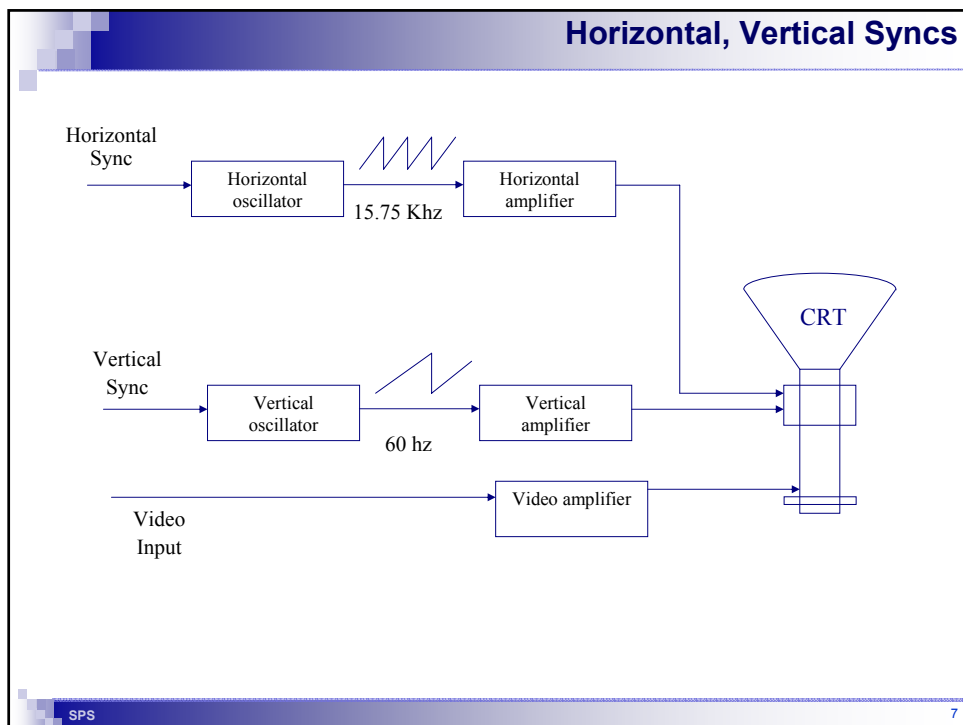 Horizontal, Vertical Syncs
Horizontal
Sync
Horizontal
oscillator
15.75 Khz
Horizontal
amplifier
CRT
Vertical
Sync
Vertical
oscillator
60 hz
Vertical
amplifier
Video amplifier
Video
Input
SPS
7